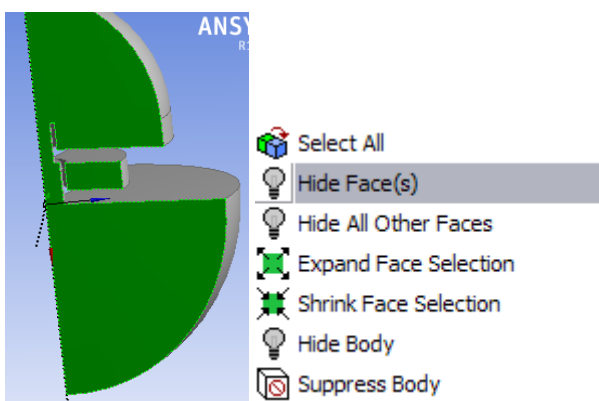 ANSY
R1
Select All
Hide Face(s)
Hide All Other Faces
Expand Face Selection
Shrink Face Selection
Hide Body
Suppress Body